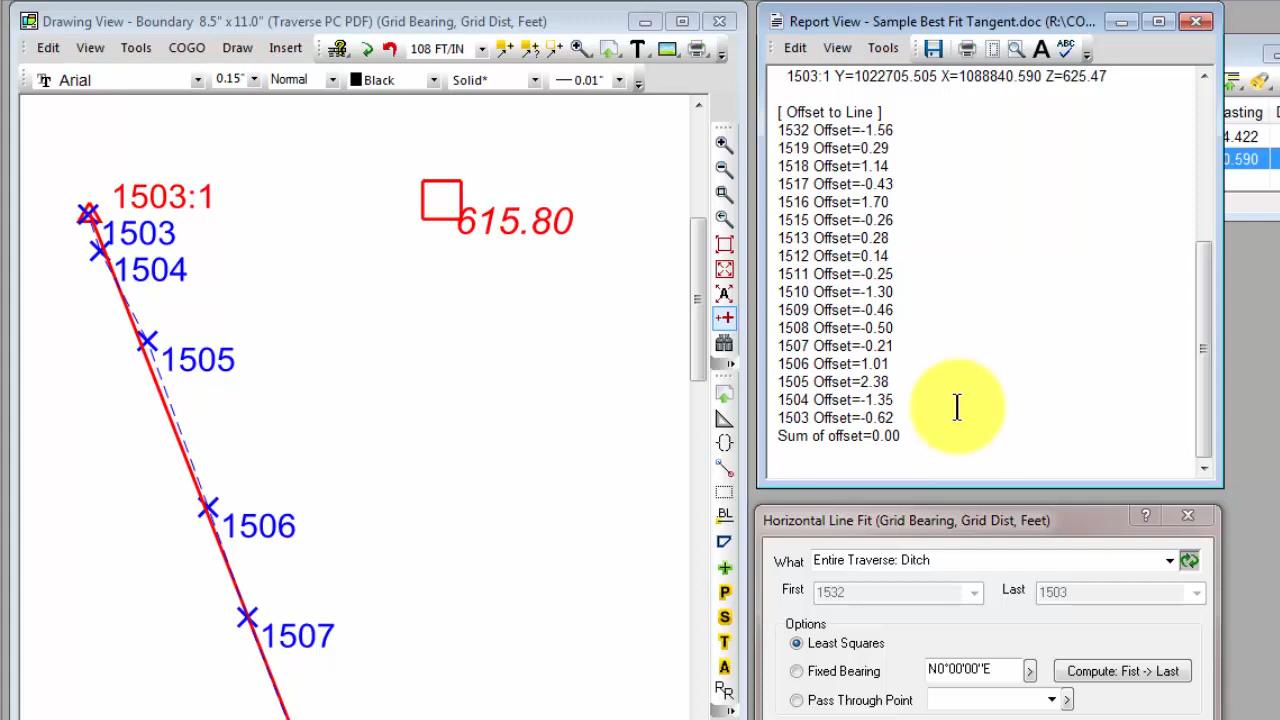 Drawing View - Boundary 8.5" x 11.0" (Traverse PC PDF) (Grid Bearing, Grid Dist, Feet)
Edit View Tools COGO Draw Insert 108 FT/IN T
Arial 0.15" Normal Black Solid* 0.01"
1503:1
1503
1504
1505
1506
1507
615.80
A
BL
P
S
T
A
RR
Report View - Sample Best Fit Tangent.doc (R:\CO...
Edit View Tools A ABC
1503:1 Y=1022705.505 X=1088840.590 Z=625.47
[ Offset to Line ]
1532 Offset=-1.56
1519 Offset=0.29
1518 Offset=1.14
1517 Offset=-0.43
1516 Offset=1.70
1515 Offset=-0.26
1513 Offset=0.28
1512 Offset=0.14
1511 Offset=-0.25
1510 Offset=-1.30
1509 Offset=-0.46
1508 Offset=-0.50
1507 Offset=-0.21
1506 Offset=1.01
1505 Offset=2.38
1504 Offset=-1.35
1503 Offset=-0.62
Sum of offset=0.00
asting
4.422
0.590
Horizontal Line Fit (Grid Bearing, Grid Dist, Feet) ?
What Entire Traverse: Ditch
First 1532 Last 1503
Options
Least Squares
Fixed Bearing N0°00'00"E > Compute: Fist -> Last
Pass Through Point >